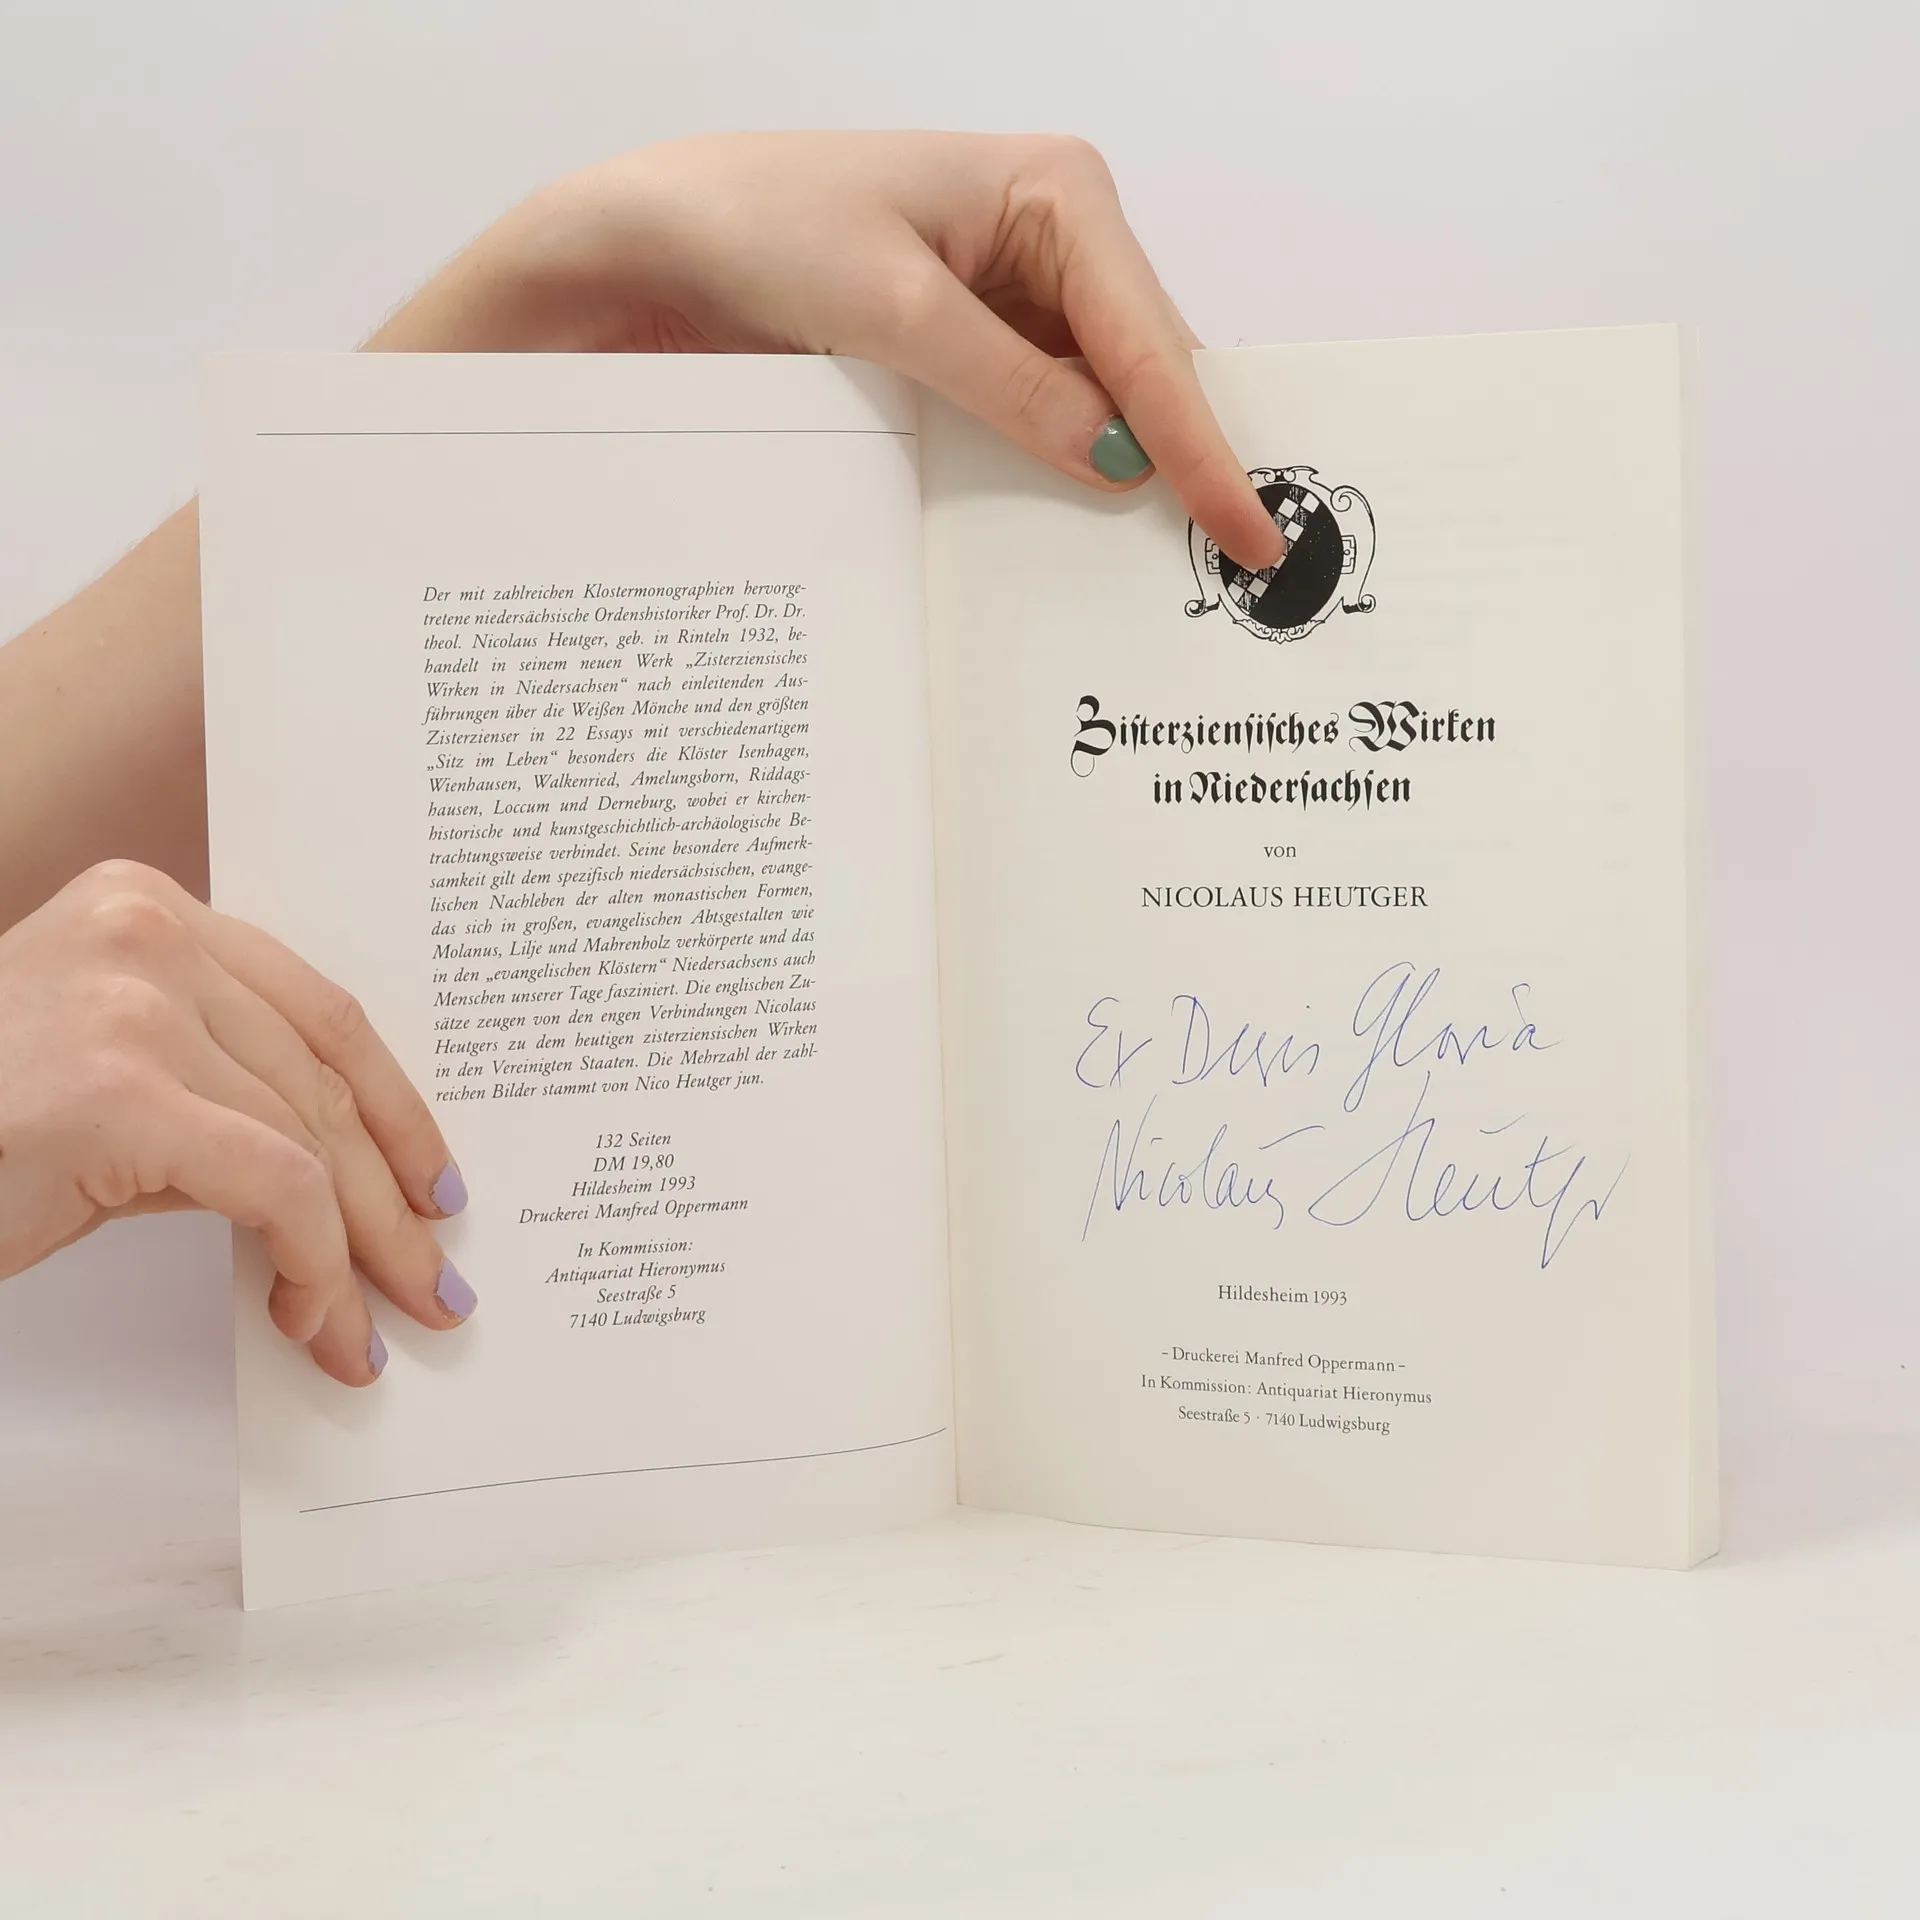 Der mit zahlreichen Klostermonographien hervorge-
tretene niedersächsische Ordenshistoriker Prof. Dr. Dr.
theol. Nicolaus Heutger, geb. in Rinteln 1932, be-
handelt in seinem neuen Werk „Zisterziensisches
Wirken in Niedersachsen“ nach einleitenden Aus-
führungen über die Weißen Mönche und den größten
Zisterzienser in 22 Essays mit verschiedenartigem
„Sitz im Leben“ besonders die Klöster Isenhagen,
Wienhausen, Walkenried, Amelungsborn, Riddags-
hausen, Loccum und Derneburg, wobei er kirchen-
historische und kunstgeschichtlich-archäologische Be-
trachtungsweise verbindet. Seine besondere Aufmerk-
samkeit gilt dem spezifisch niedersächsischen, evange-
lischen Nachleben der alten monastischen Formen,
das sich in großen, evangelischen Abtsgestalten wie
Molanus, Lilje und Mahrenholz verkörperte und das
in den „evangelischen Klöstern“ Niedersachsens auch
Menschen unserer Tage fasziniert. Die englischen Zu-
sätze zeugen von den engen Verbindungen Nicolaus
Heutgers zu dem heutigen zisterziensischen Wirken
in den Vereinigten Staaten. Die Mehrzahl der zahl-
reichen Bilder stammt von Nico Heutger jun.
132 Seiten
DM 19,80
Hildesheim 1993
Druckerei Manfred Oppermann
In Kommission:
Antiquariat Hieronymus
Seestraße 5
7140 Ludwigsburg
Zisterziensisches Wirken
in Niedersachsen
von
NICOLAUS HEUTGER
Ex Gloria
Nicolaus Heutger
Hildesheim 1993
– Druckerei Manfred Oppermann –
In Kommission: Antiquariat Hieronymus
Seestraße 5 · 7140 Ludwigsburg